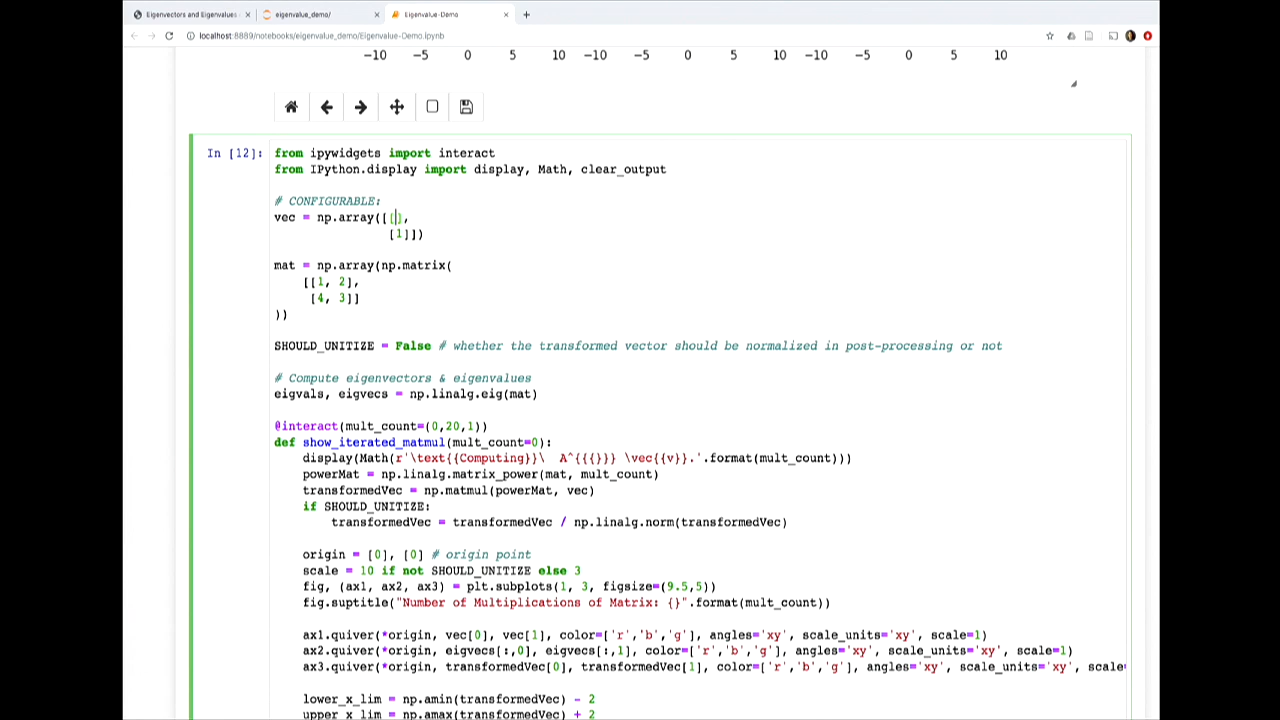 Eigenvectors and Eigenvalues
eigenvalue_demo/
Eigenvalue-Demo
localhost:8889/notebooks/eigenvalue_demo/Eigenvalue-Demo.ipynb
−10 −5 0 5 10 −10 −5 0 5 10 −10 −5 0 5 10
In [12]:
from ipywidgets import interact
from IPython.display import display, Math, clear_output
# CONFIGURABLE:
vec = np.array([[],
[1]])
mat = np.array(np.matrix(
[[1, 2],
[4, 3]]
))
SHOULD_UNITIZE = False # whether the transformed vector should be normalized in post-processing or not
# Compute eigenvectors & eigenvalues
eigvals, eigvecs = np.linalg.eig(mat)
@interact(mult_count=(0,20,1))
def show_iterated_matmul(mult_count=0):
display(Math(r'\text{{Computing}}\  A^{{{}}} \vec{{v}}.'.format(mult_count)))
powerMat = np.linalg.matrix_power(mat, mult_count)
transformedVec = np.matmul(powerMat, vec)
if SHOULD_UNITIZE:
transformedVec = transformedVec / np.linalg.norm(transformedVec)
origin = [0], [0] # origin point
scale = 10 if not SHOULD_UNITIZE else 3
fig, (ax1, ax2, ax3) = plt.subplots(1, 3, figsize=(9.5,5))
fig.suptitle("Number of Multiplications of Matrix: {}".format(mult_count))
ax1.quiver(*origin, vec[0], vec[1], color=['r','b','g'], angles='xy', scale_units='xy', scale=1)
ax2.quiver(*origin, eigvecs[:,0], eigvecs[:,1], color=['r','b','g'], angles='xy', scale_units='xy', scale=1)
ax3.quiver(*origin, transformedVec[0], transformedVec[1], color=['r','b','g'], angles='xy', scale_units='xy', scale
lower_x_lim = np.amin(transformedVec) - 2
upper_x_lim = np.amax(transformedVec) + 2